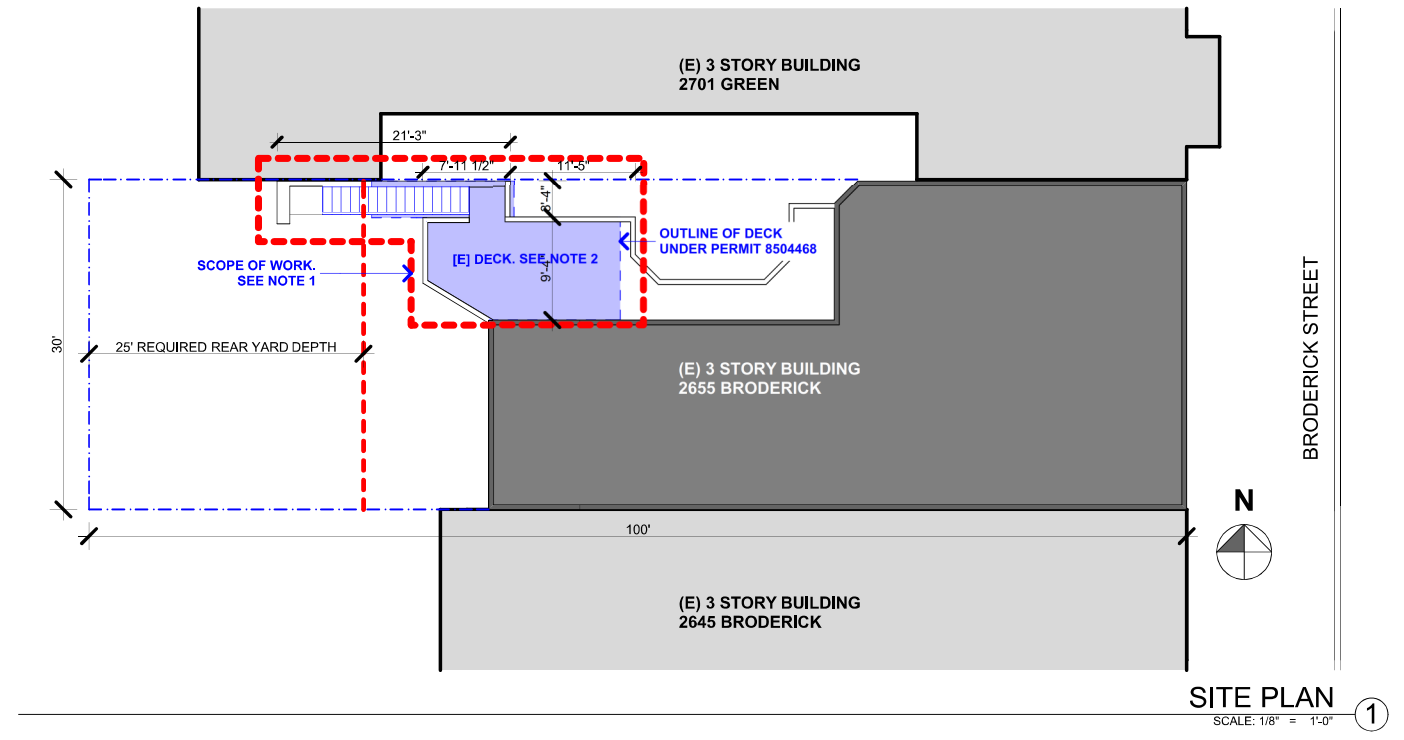 (E) 3 STORY BUILDING
2701 GREEN
21'-3"
7'-11 1/2"
11'-5"
OUTLINE OF DECK
UNDER PERMIT 8504468
SCOPE OF WORK.
SEE NOTE 1
[E] DECK. SEE NOTE 2
9'-4"
30'
25' REQUIRED REAR YARD DEPTH
(E) 3 STORY BUILDING
2655 BRODERICK
BRODERICK STREET
N
100'
(E) 3 STORY BUILDING
2645 BRODERICK
SITE PLAN
SCALE: 1/8" = 1'-0"
1